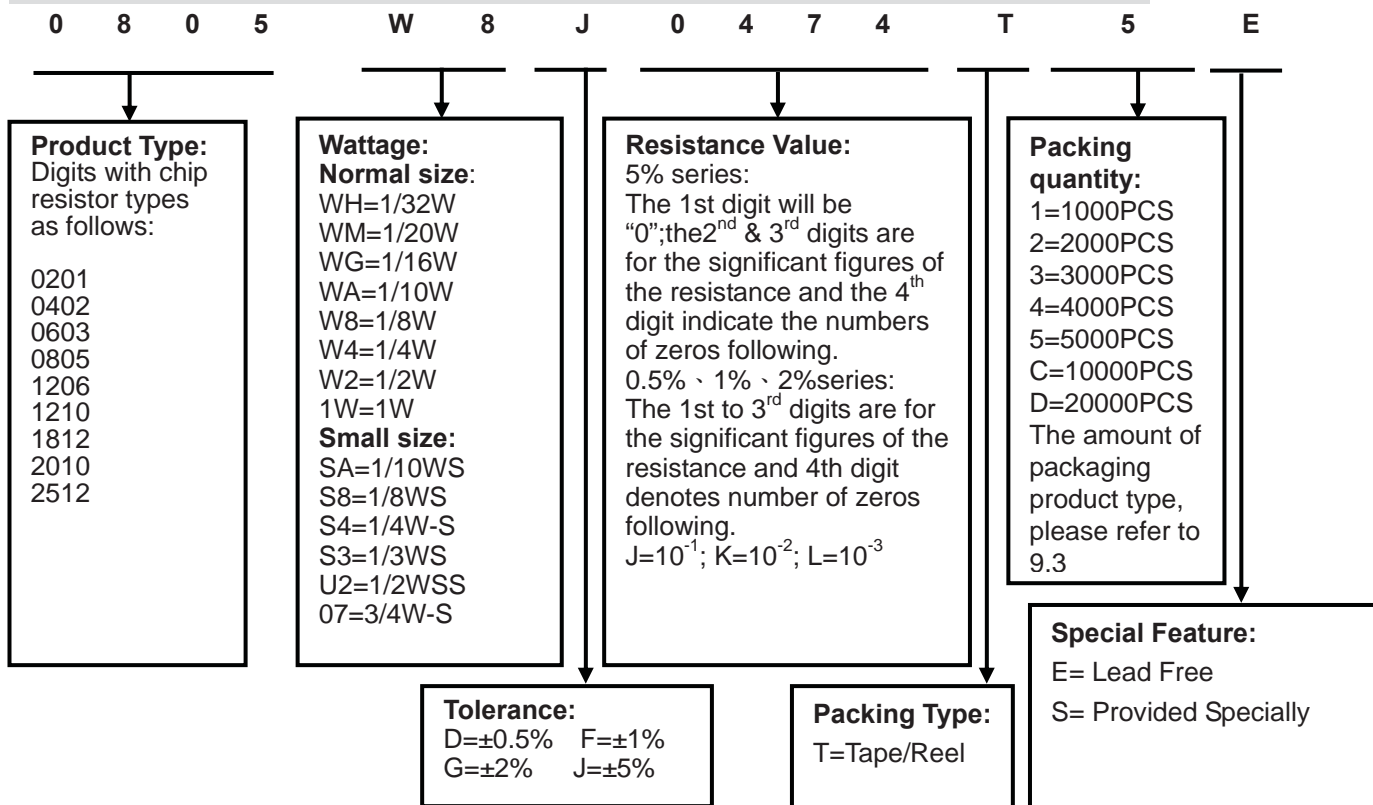 0 8 0 5 W 8 J 0 4 7 4 T 5 E
Product Type:
Digits with chip
resistor types
as follows:
0201
0402
0603
0805
1206
1210
1812
2010
2512
Wattage:
Normal size:
WH=1/32W
WM=1/20W
WG=1/16W
WA=1/10W
W8=1/8W
W4=1/4W
W2=1/2W
1W=1W
Small size:
SA=1/10WS
S8=1/8WS
S4=1/4W-S
S3=1/3WS
U2=1/2WSS
07=3/4W-S
Resistance Value:
5% series:
The 1st digit will be
“0”;the2nd & 3rd digits are
for the significant figures of
the resistance and the 4th
digit indicate the numbers
of zeros following.
0.5%、1%、2%series:
The 1st to 3rd digits are for
the significant figures of the
resistance and 4th digit
denotes number of zeros
following.
J=10-1; K=10-2; L=10-3
Packing
quantity:
1=1000PCS
2=2000PCS
3=3000PCS
4=4000PCS
5=5000PCS
C=10000PCS
D=20000PCS
The amount of
packaging
product type,
please refer to
9.3
Tolerance:
D=±0.5% F=±1%
G=±2% J=±5%
Packing Type:
T=Tape/Reel
Special Feature:
E= Lead Free
S= Provided Specially